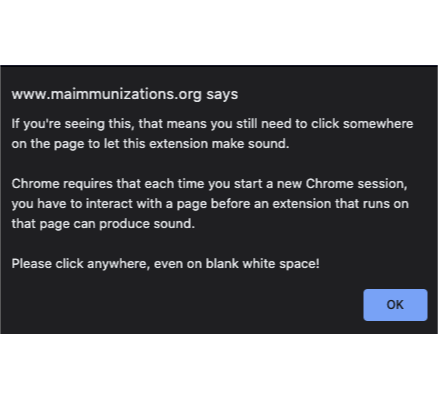 www.maimmunizations.org says
If you're seeing this, that means you still need to click somewhere
on the page to let this extension make sound.
Chrome requires that each time you start a new Chrome session,
you have to interact with a page before an extension that runs on
that page can produce sound.
Please click anywhere, even on blank white space!
OK